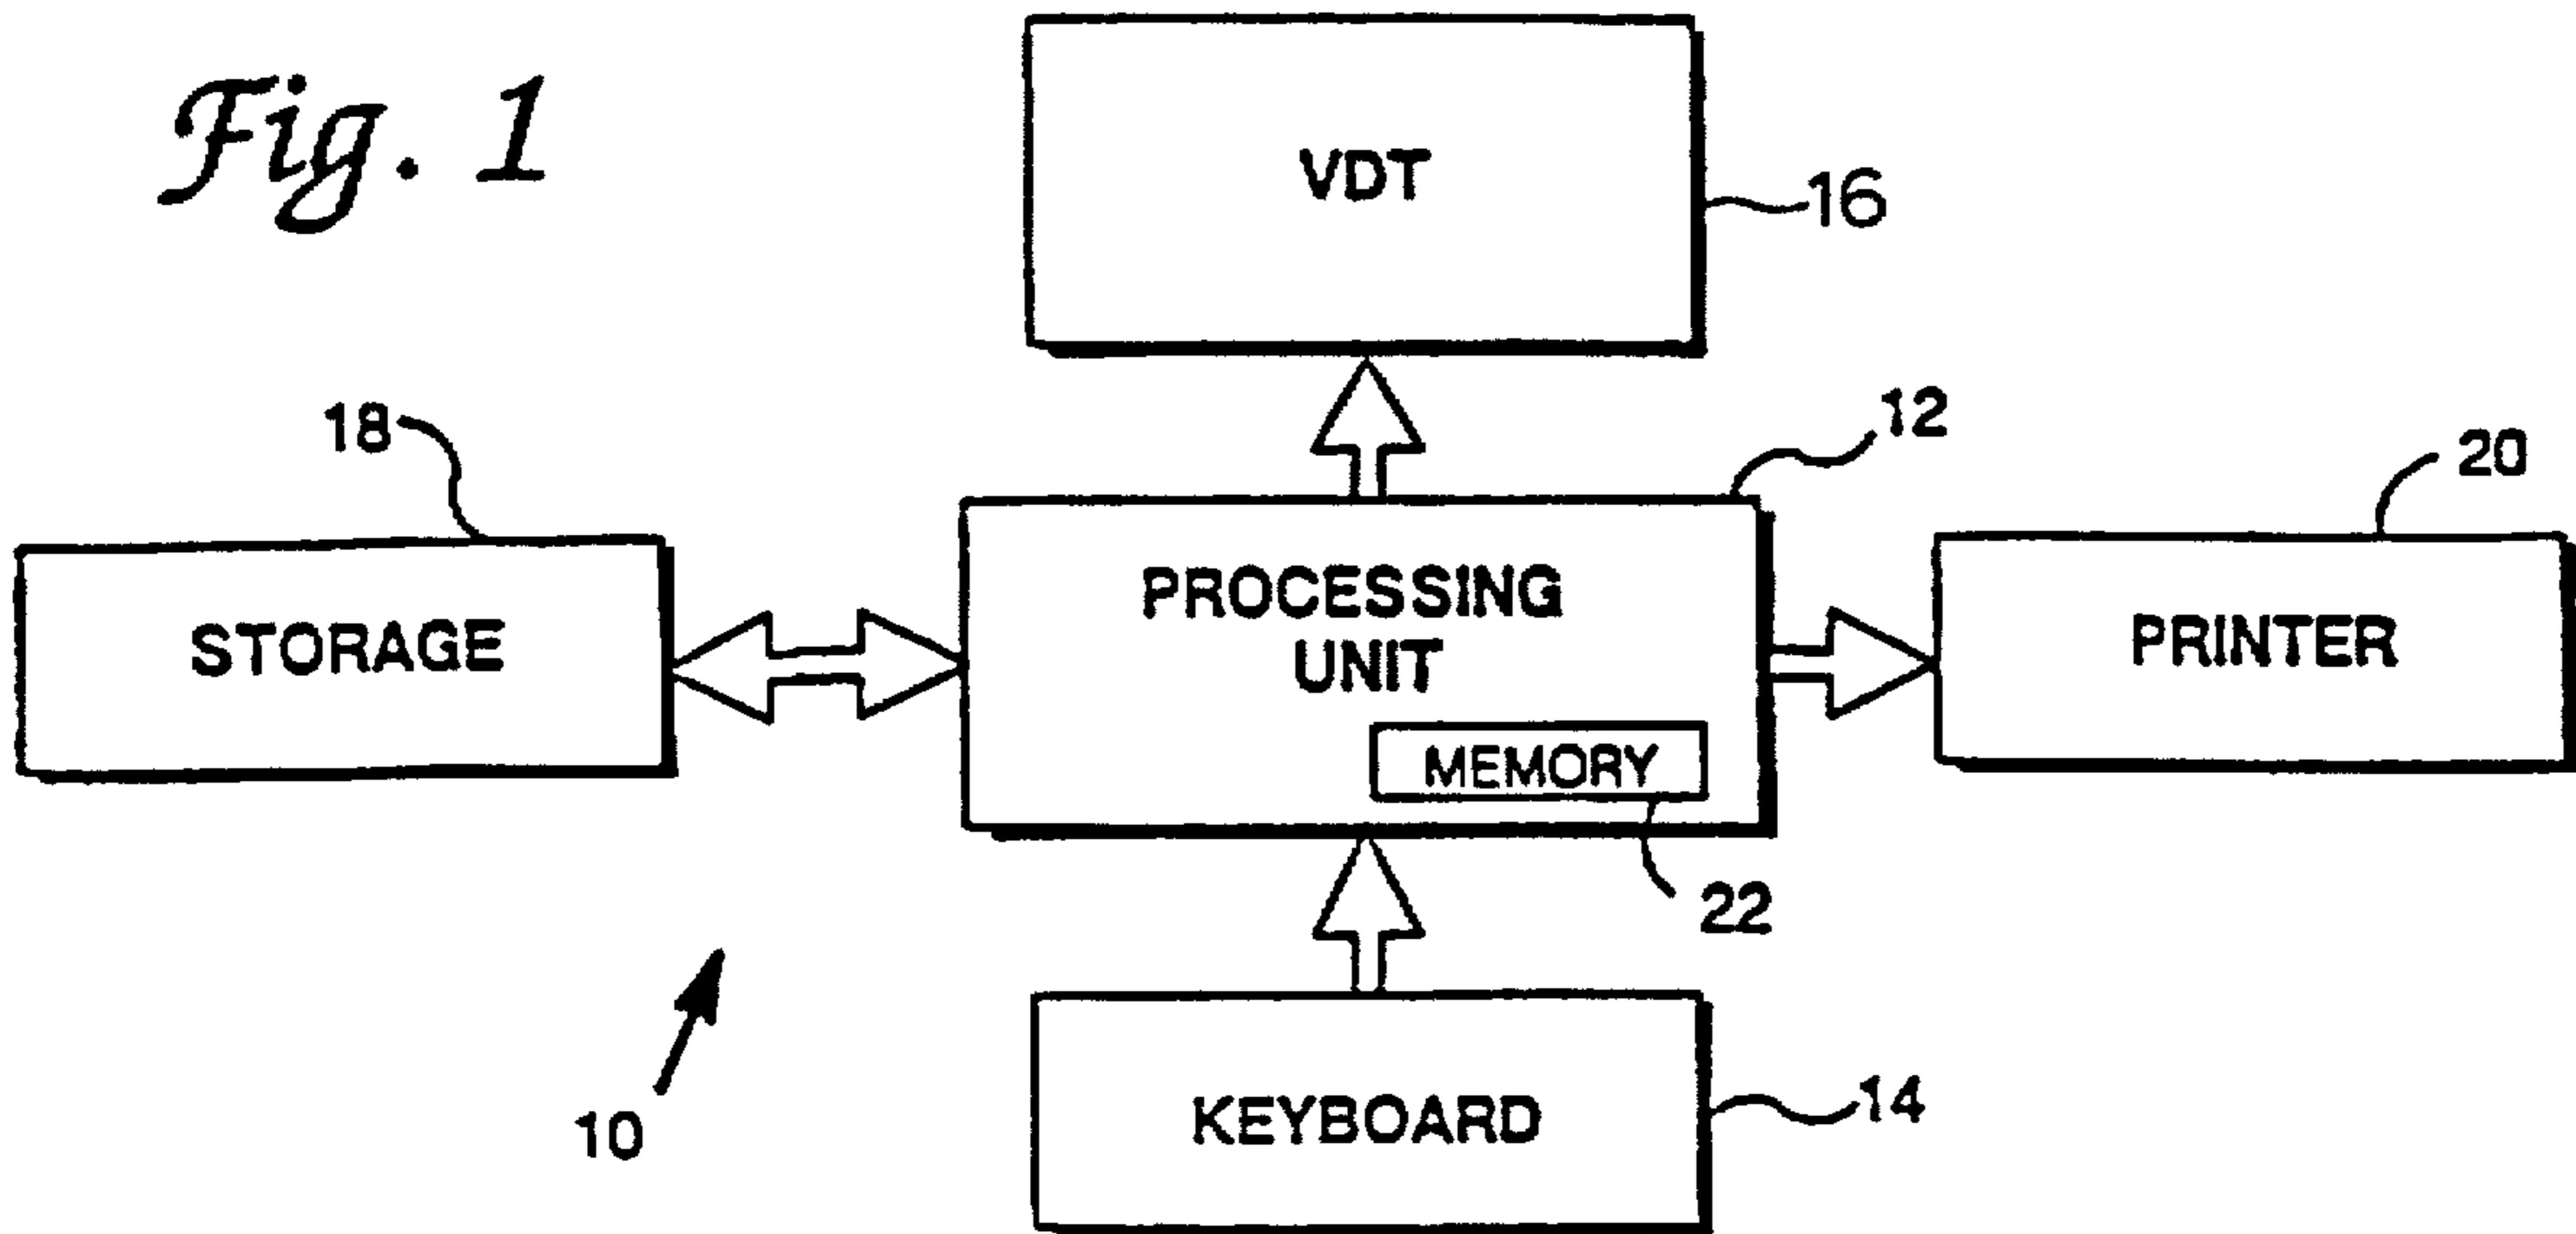 Fig. 1
VDT
16
12
18
20
STORAGE
PROCESSING
UNIT
PRINTER
MEMORY
22
10
KEYBOARD
14